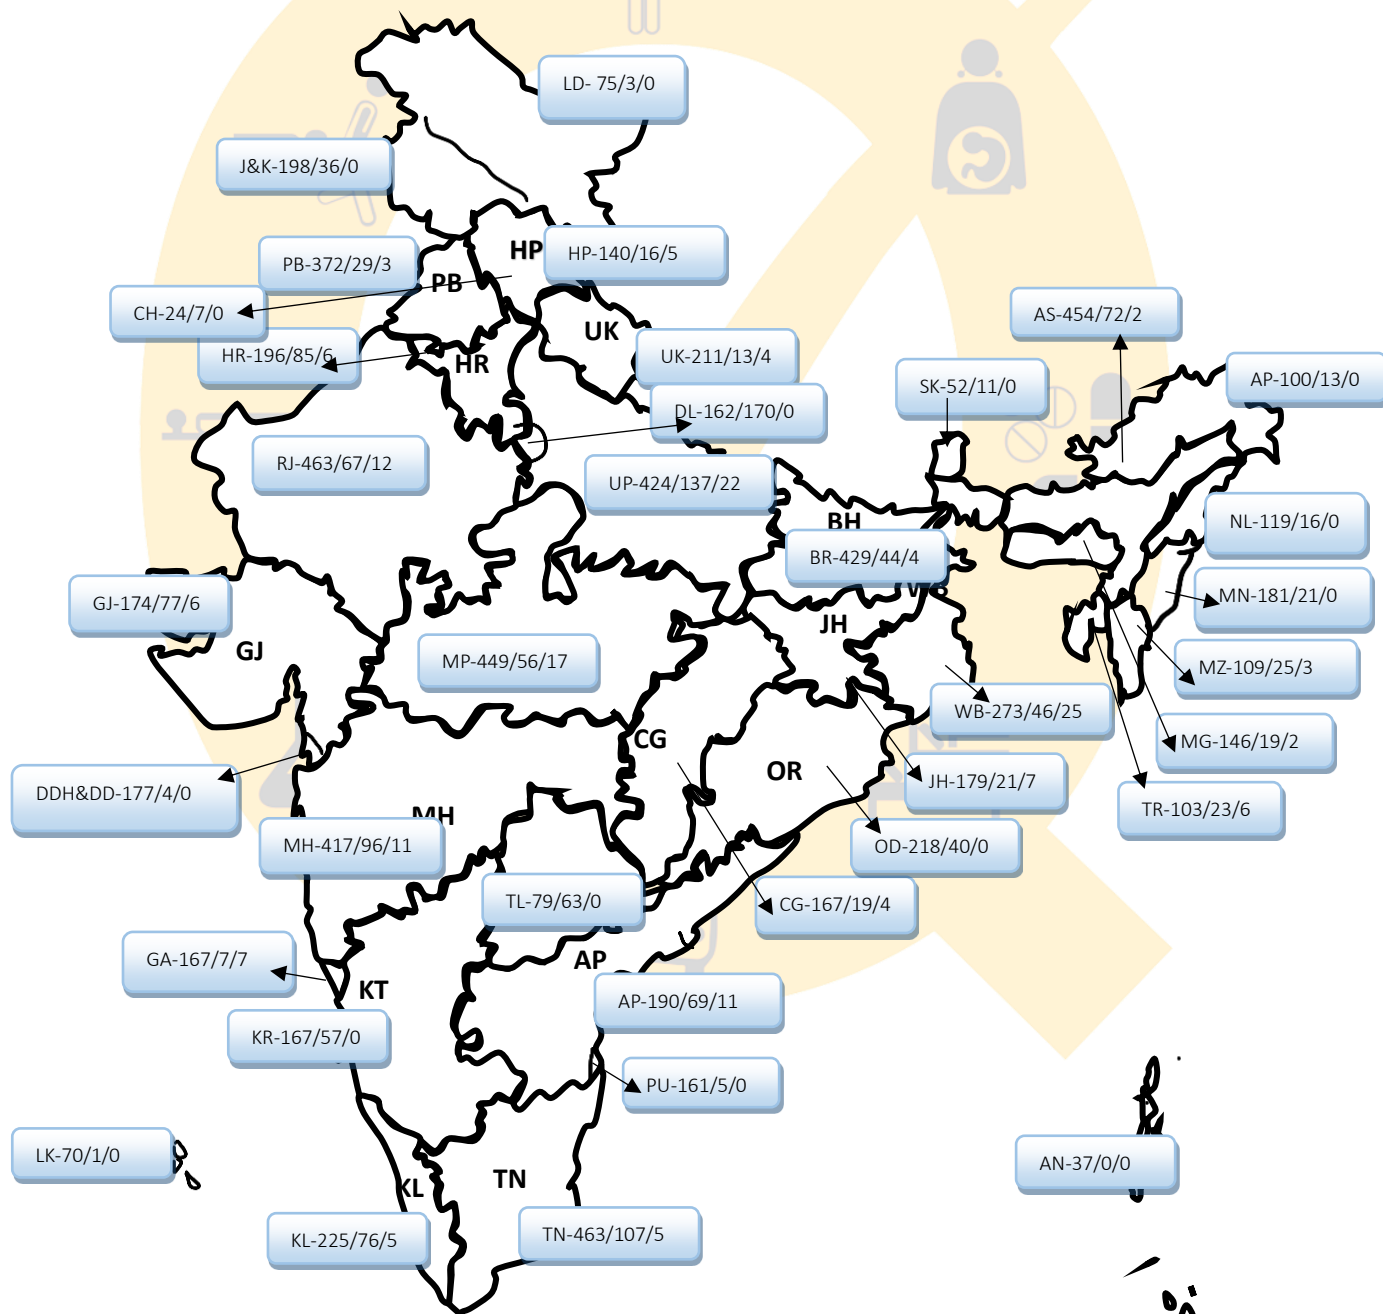 LD- 75/3/0
J&K-198/36/0
HP
HP-140/16/5
PB-372/29/3
PB
CH-24/7/0
AS-454/72/2
UK
HR-196/85/6
HR
UK-211/13/4
SK-52/11/0
AP-100/13/0
DL-162/170/0
RJ-463/67/12
UP-424/137/22
BH
NL-119/16/0
BR-429/44/4
WB
GJ-174/77/6
MN-181/21/0
JH
GJ
MP-449/56/17
MZ-109/25/3
WB-273/46/25
CG
MG-146/19/2
OR
JH-179/21/7
DDH&DD-177/4/0
TR-103/23/6
MH
MH-417/96/11
OD-218/40/0
TL-79/63/0
CG-167/19/4
GA-167/7/7
AP
KT
AP-190/69/11
KR-167/57/0
PU-161/5/0
LK-70/1/0
AN-37/0/0
TN
KL
KL-225/76/5
TN-463/107/5